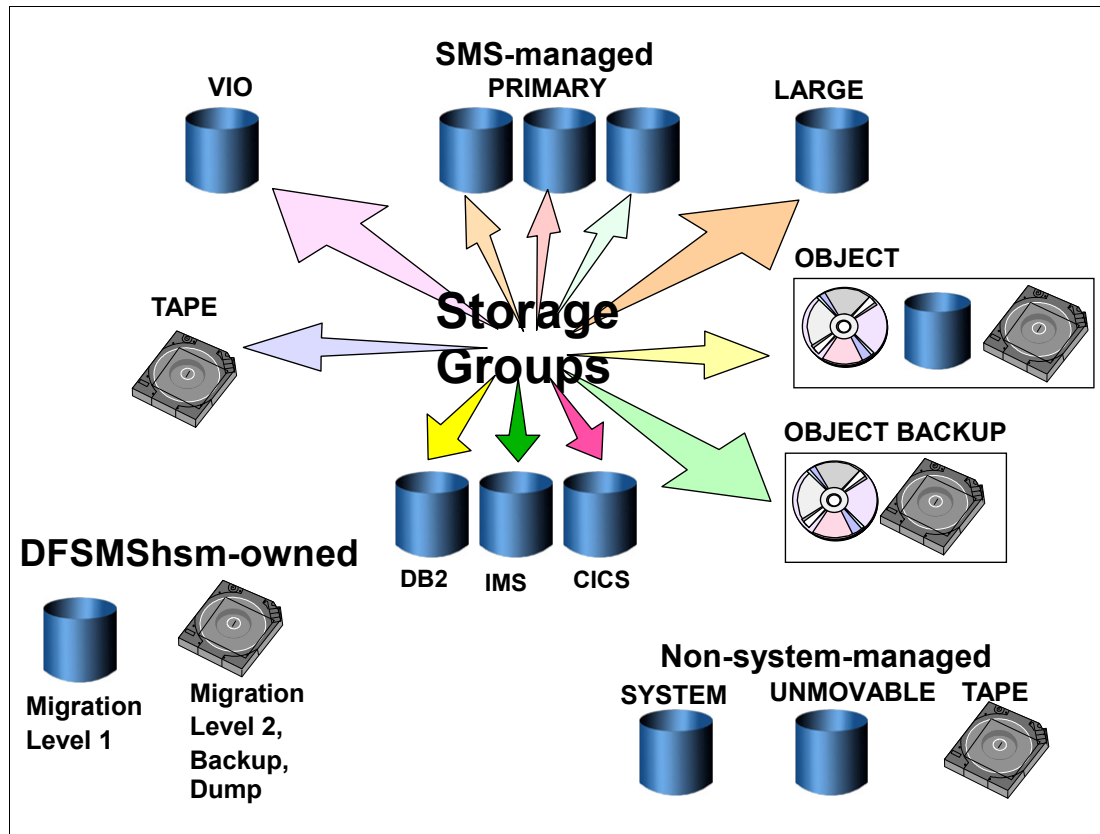 SMS-managed
VIO
PRIMARY
LARGE
OBJECT
TAPE
Storage
Groups
OBJECT BACKUP
DFSMShsm-owned
DB2
IMS
CICS
Migration
Level 1
Migration
Level 2,
Backup,
Dump
Non-system-managed
SYSTEM
UNMOVABLE
TAPE